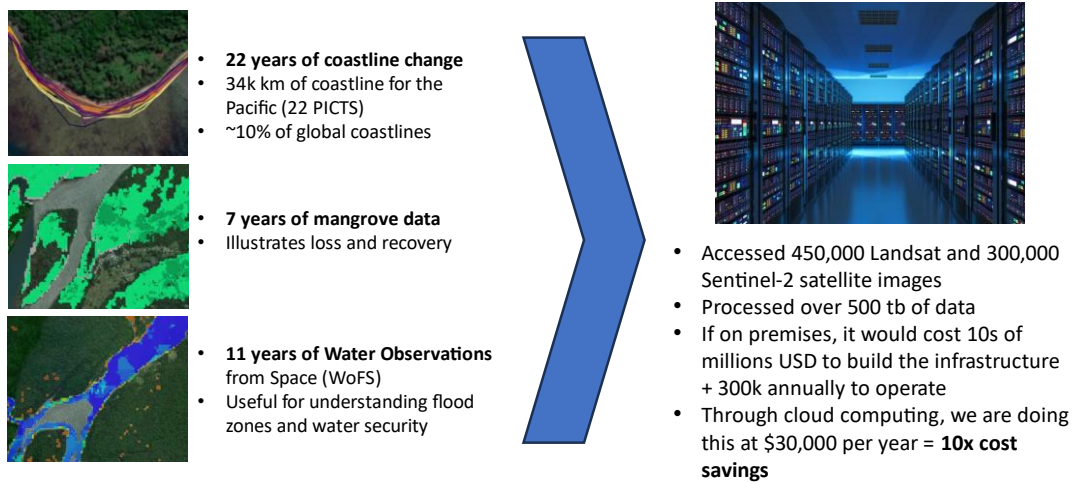 • 22 years of coastline change
• 34k km of coastline for the
Pacific (22 PICTS)
• ~10% of global coastlines
• 7 years of mangrove data
• Illustrates loss and recovery
• 11 years of Water Observations
from Space (WoFS)
• Useful for understanding flood
zones and water security
• Accessed 450,000 Landsat and 300,000
Sentinel-2 satellite images
• Processed over 500 tb of data
• If on premises, it would cost 10s of
millions USD to build the infrastructure
+ 300k annually to operate
• Through cloud computing, we are doing
this at $30,000 per year = 10x cost
savings